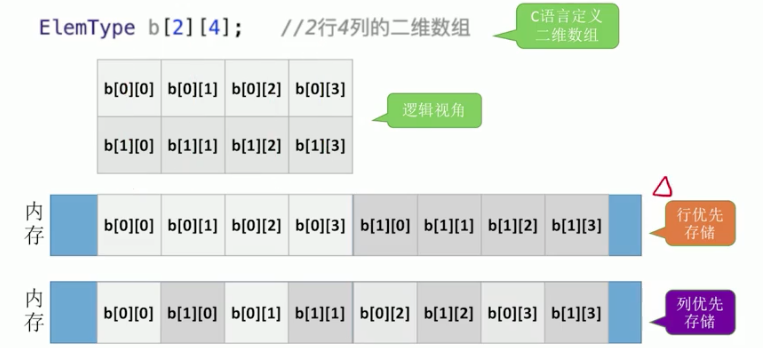 ElemType b[2][4]; //2行4列的二维数组
C语言定义
二维数组
b[0][0] b[0][1] b[0][2] b[0][3]
b[1][0] b[1][1] b[1][2] b[1][3]
逻辑视角
内
存
b[0][0] b[0][1] b[0][2] b[0][3] b[1][0] b[1][1] b[1][2] b[1][3]
行优先
存储
内
存
b[0][0] b[1][0] b[0][1] b[1][1] b[0][2] b[1][2] b[0][3] b[1][3]
列优先
存储